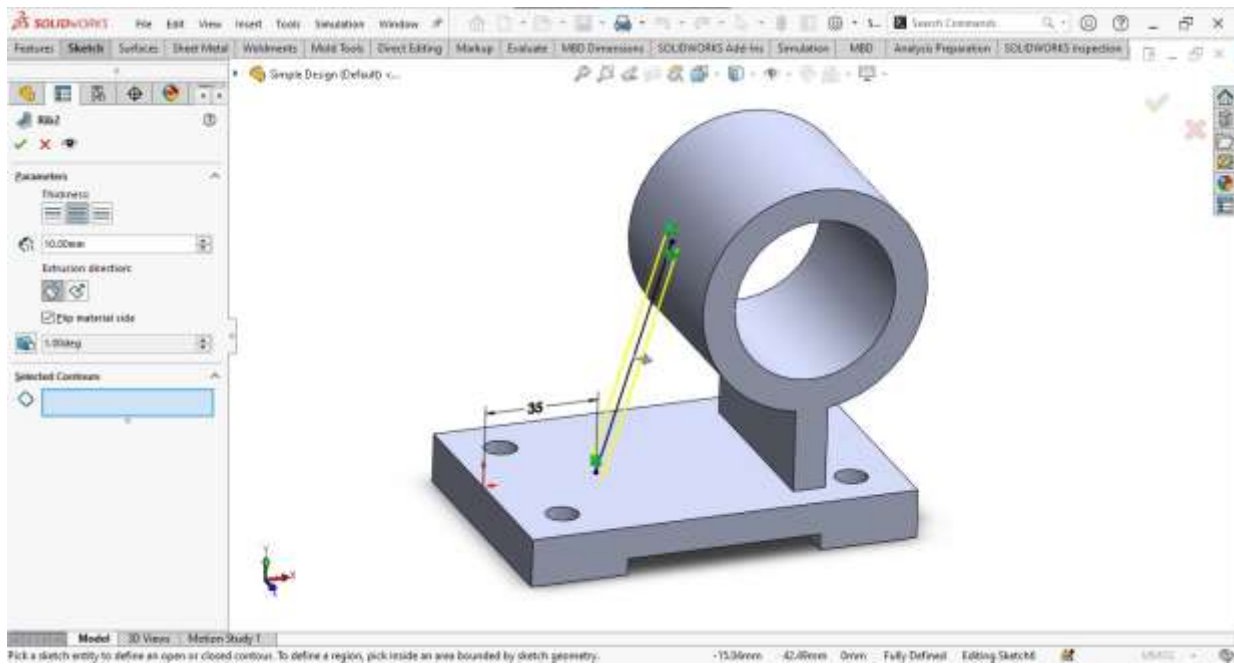 SOLIDWORKS File Edit View Insert Tools Simulation Window S... Search Commands
Features Sketch Surfaces Sheet Metal Weldments Mold Tools Direct Editing Markup Evaluate MBD Dimensions SOLIDWORKS Add-Ins Simulation MBD Analysis Preparation SOLIDWORKS Inspection
Simple Design (Default) <...
Rib2
Parameters
Thickness:
10.00mm
Extrusion direction:
Flip material side
1.00deg
Selected Contours
35
Y
X
Model 3D Views Motion Study 1
Pick a sketch entity to define an open or closed contour. To define a region, pick inside an area bounded by sketch geometry. 0mm Fully Defined Editing Sketch6 MMGS